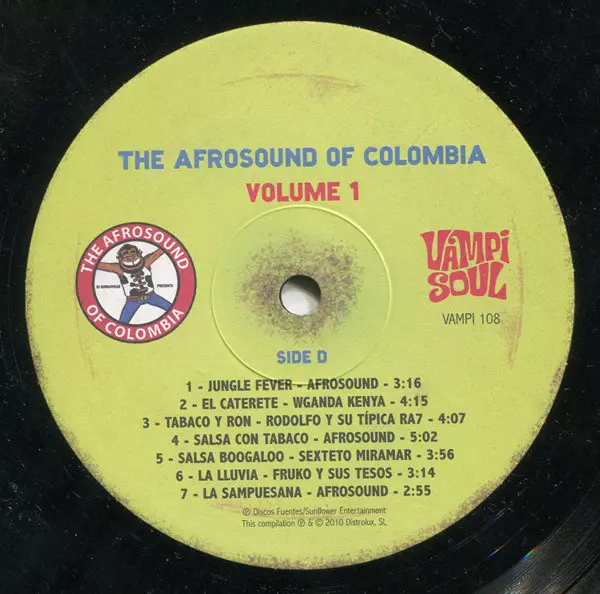 THE AFROSOUND OF COLOMBIA
VOLUME 1
THE AFROSOUND
DJ BONGOHEAD PRESENTS
OF COLOMBIA
VAMPI
SOUL
VAMPI 108
SIDE D
1 - JUNGLE FEVER - AFROSOUND - 3:16
2 - EL CATERETE - WGANDA KENYA - 4:15
3 - TABACO Y RON - RODOLFO Y SU TÍPICA RA7 - 4:07
4 - SALSA CON TABACO - AFROSOUND - 5:02
5 - SALSA BOOGALOO - SEXTETO MIRAMAR - 3:56
6 - LA LLUVIA - FRUKO Y SUS TESOS - 3:14
7 - LA SAMPUESANA - AFROSOUND - 2:55
℗ Discos Fuentes/Sunflower Entertainment
This compilation ℗ & © 2010 Distrolux, SL